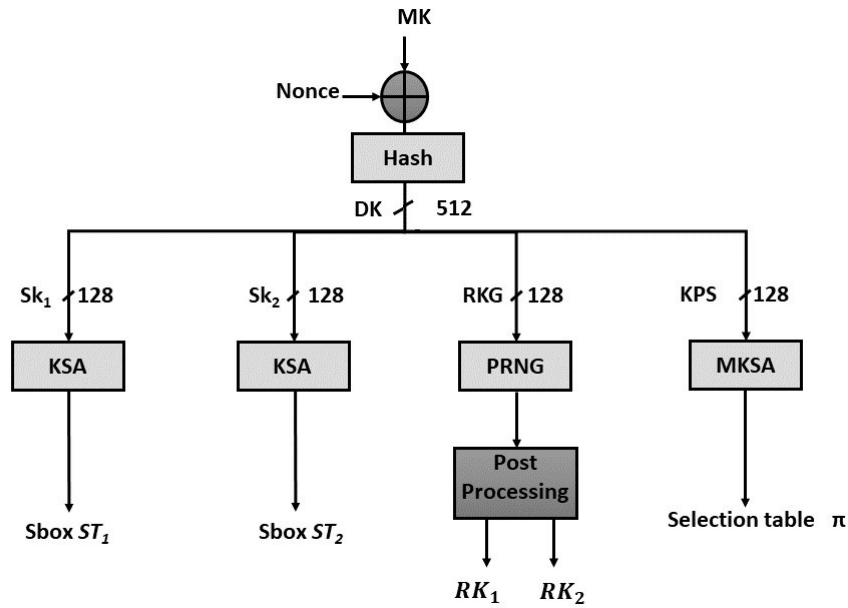 MK
Nonce
Hash
DK 512
Sk₁ 128
Sk₂ 128
RKG 128
KPS 128
KSA
KSA
PRNG
MKSA
Post
Processing
Sbox ST₁
Sbox ST₂
Selection table π
RK₁
RK₂